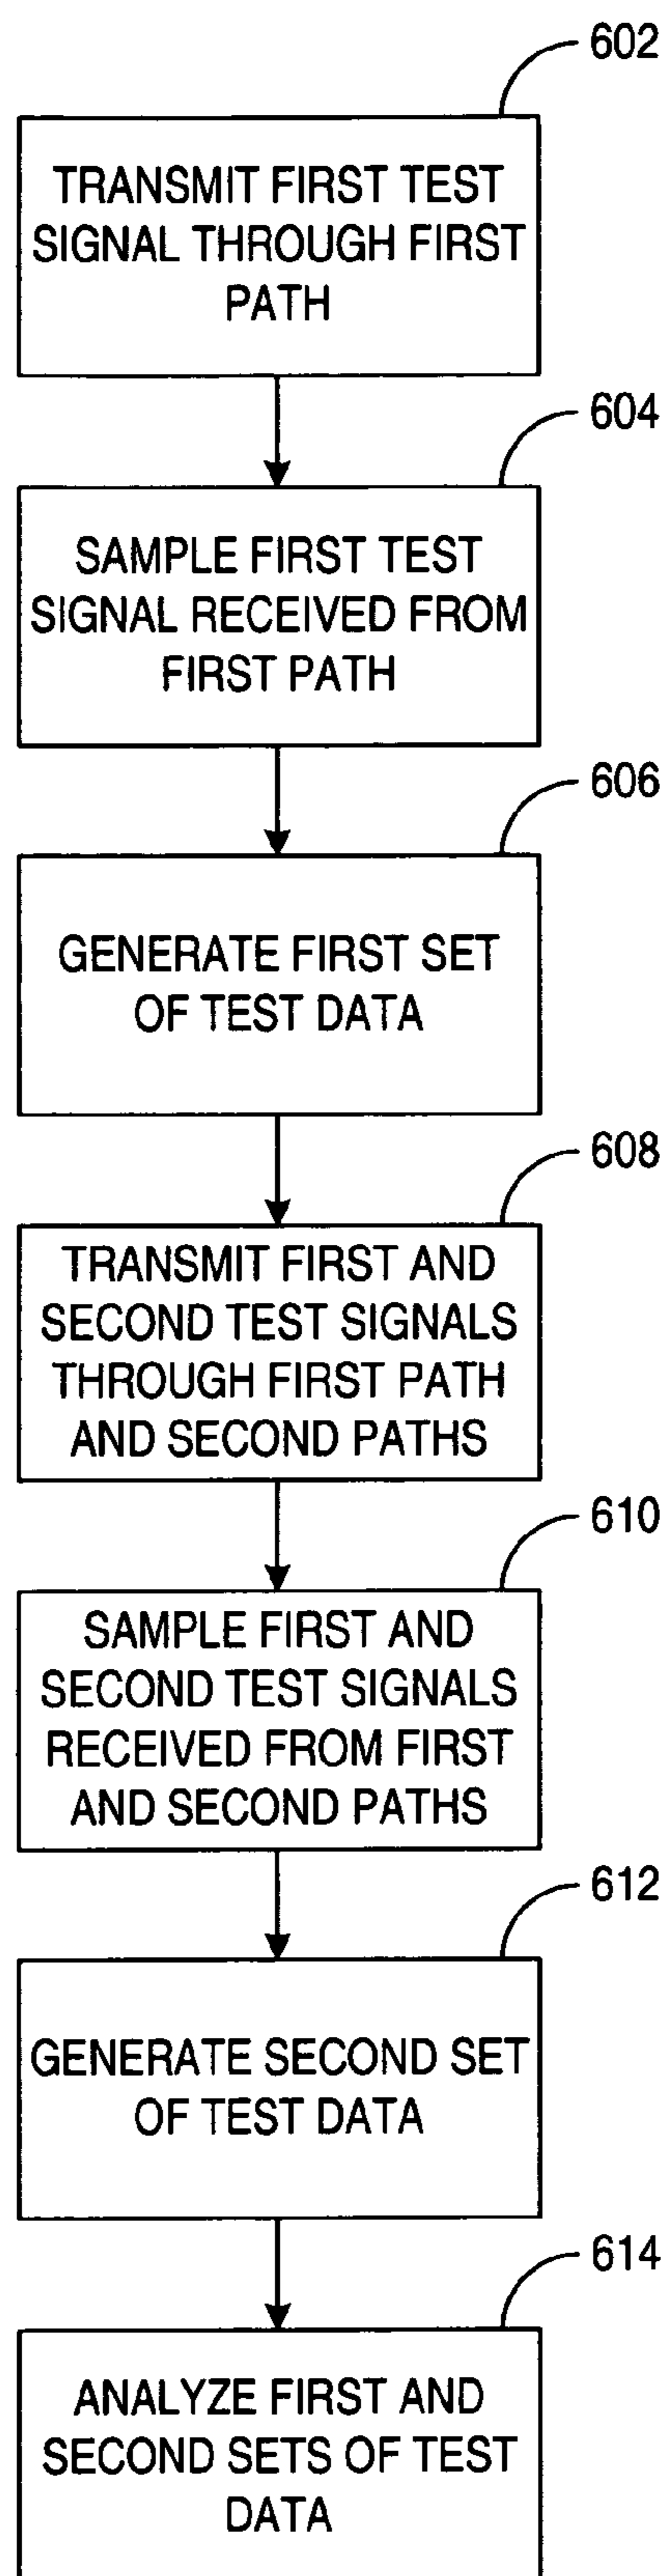 602
TRANSMIT FIRST TEST
SIGNAL THROUGH FIRST
PATH
604
SAMPLE FIRST TEST
SIGNAL RECEIVED FROM
FIRST PATH
606
GENERATE FIRST SET
OF TEST DATA
608
TRANSMIT FIRST AND
SECOND TEST SIGNALS
THROUGH FIRST PATH
AND SECOND PATHS
610
SAMPLE FIRST AND
SECOND TEST SIGNALS
RECEIVED FROM FIRST
AND SECOND PATHS
612
GENERATE SECOND SET
OF TEST DATA
614
ANALYZE FIRST AND
SECOND SETS OF TEST
DATA